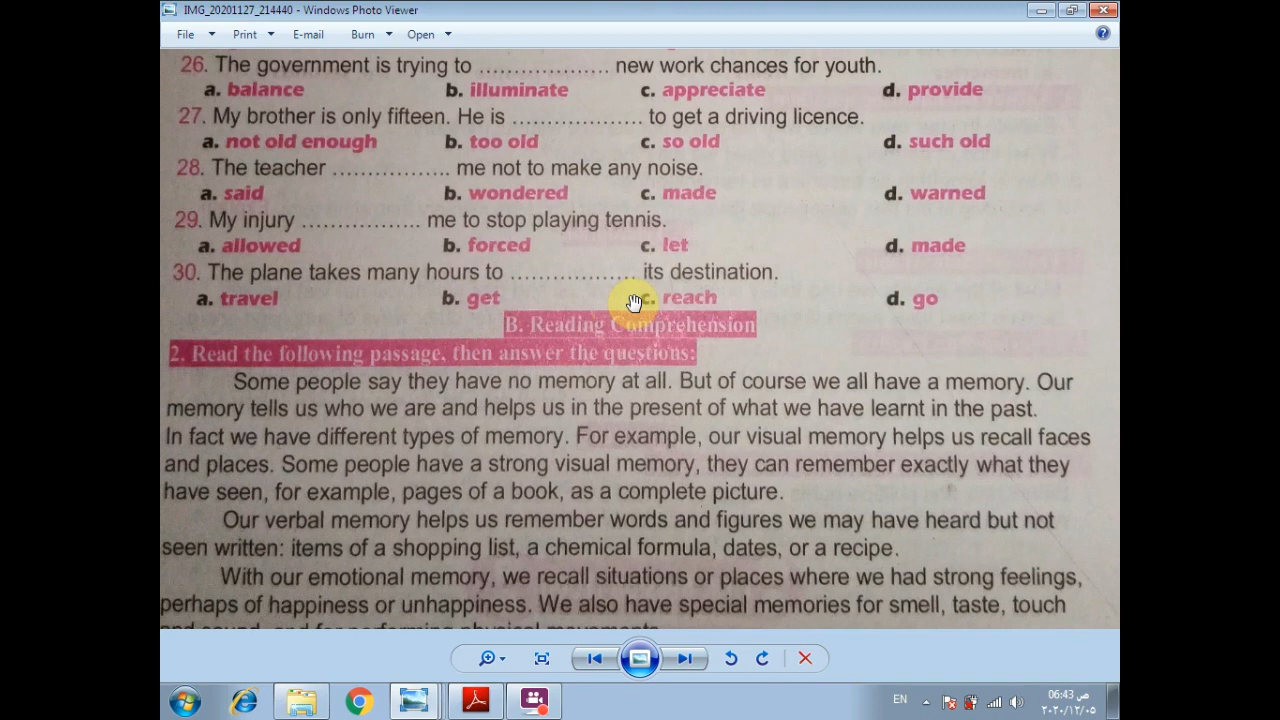 IMG_20201127_214440 - Windows Photo Viewer
File Print E-mail Burn Open
26. The government is trying to .................. new work chances for youth.
a. balance b. illuminate c. appreciate d. provide
27. My brother is only fifteen. He is .................. to get a driving licence.
a. not old enough b. too old c. so old d. such old
28. The teacher .................. me not to make any noise.
a. said b. wondered c. made d. warned
29. My injury .................. me to stop playing tennis.
a. allowed b. forced c. let d. made
30. The plane takes many hours to .................. its destination.
a. travel b. get c. reach d. go
B. Reading Comprehension
2. Read the following passage, then answer the questions:
Some people say they have no memory at all. But of course we all have a memory. Our
memory tells us who we are and helps us in the present of what we have learnt in the past.
In fact we have different types of memory. For example, our visual memory helps us recall faces
and places. Some people have a strong visual memory, they can remember exactly what they
have seen, for example, pages of a book, as a complete picture.
Our verbal memory helps us remember words and figures we may have heard but not
seen written: items of a shopping list, a chemical formula, dates, or a recipe.
With our emotional memory, we recall situations or places where we had strong feelings,
perhaps of happiness or unhappiness. We also have special memories for smell, taste, touch
and sound, and for performing physical movements
EN
06:43 ص
٢٠٢٠/١٢/٠٥